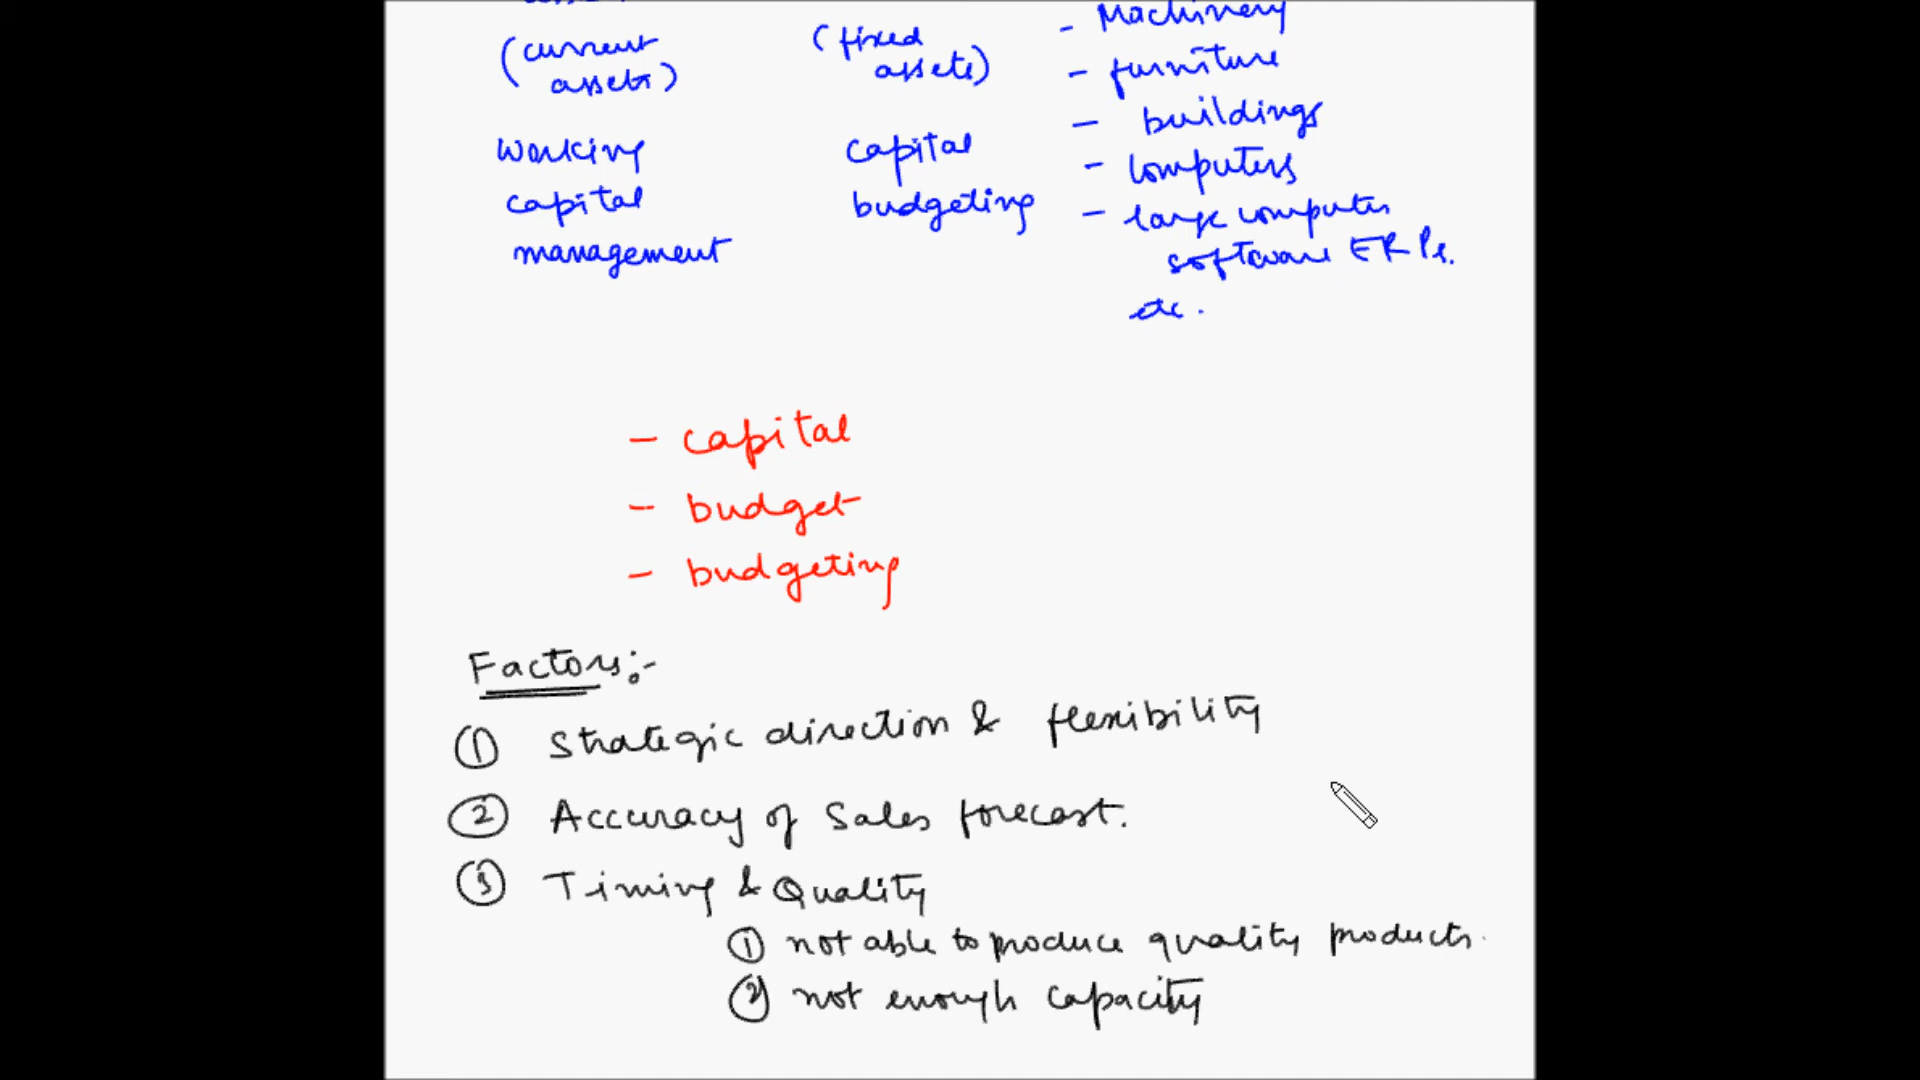 (current
assets)
Working
capital
management
(fixed
assets)
capital
budgeting
- Machinery
- furniture
- buildings
- Computers
- large computer
software ERPs.
etc.
- capital
- budget
- budgeting
Factors:-
① Strategic direction & flexibility
② Accuracy of Sales forecast.
③ Timing & Quality
① not able to produce quality products.
② not enough capacity